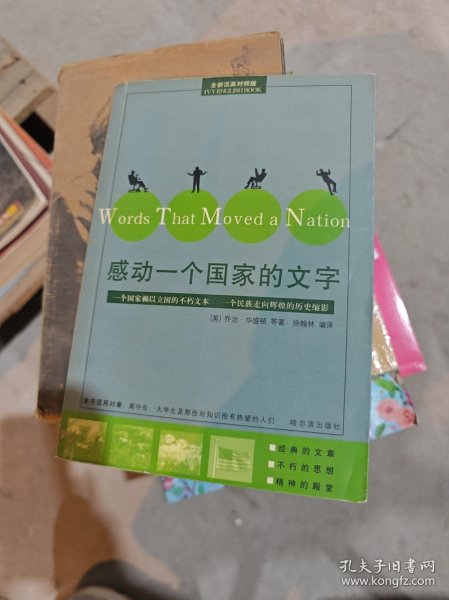 全新汉英对照版
IVY ENGLISH BOOK
Words That Moved a Nation
感动一个国家的文字
一个国家赖以立国的不朽文本 一个民族走向辉煌的历史缩影
[美] 乔治·华盛顿 等著 徐翰林 编译
本书适用对象:高中生、大学生及那些对知识抱有热望的人们 哈尔滨出版社
■经典的文章
■不朽的思想
■精神的殿堂
孔夫子旧书网
www.kongfz.com